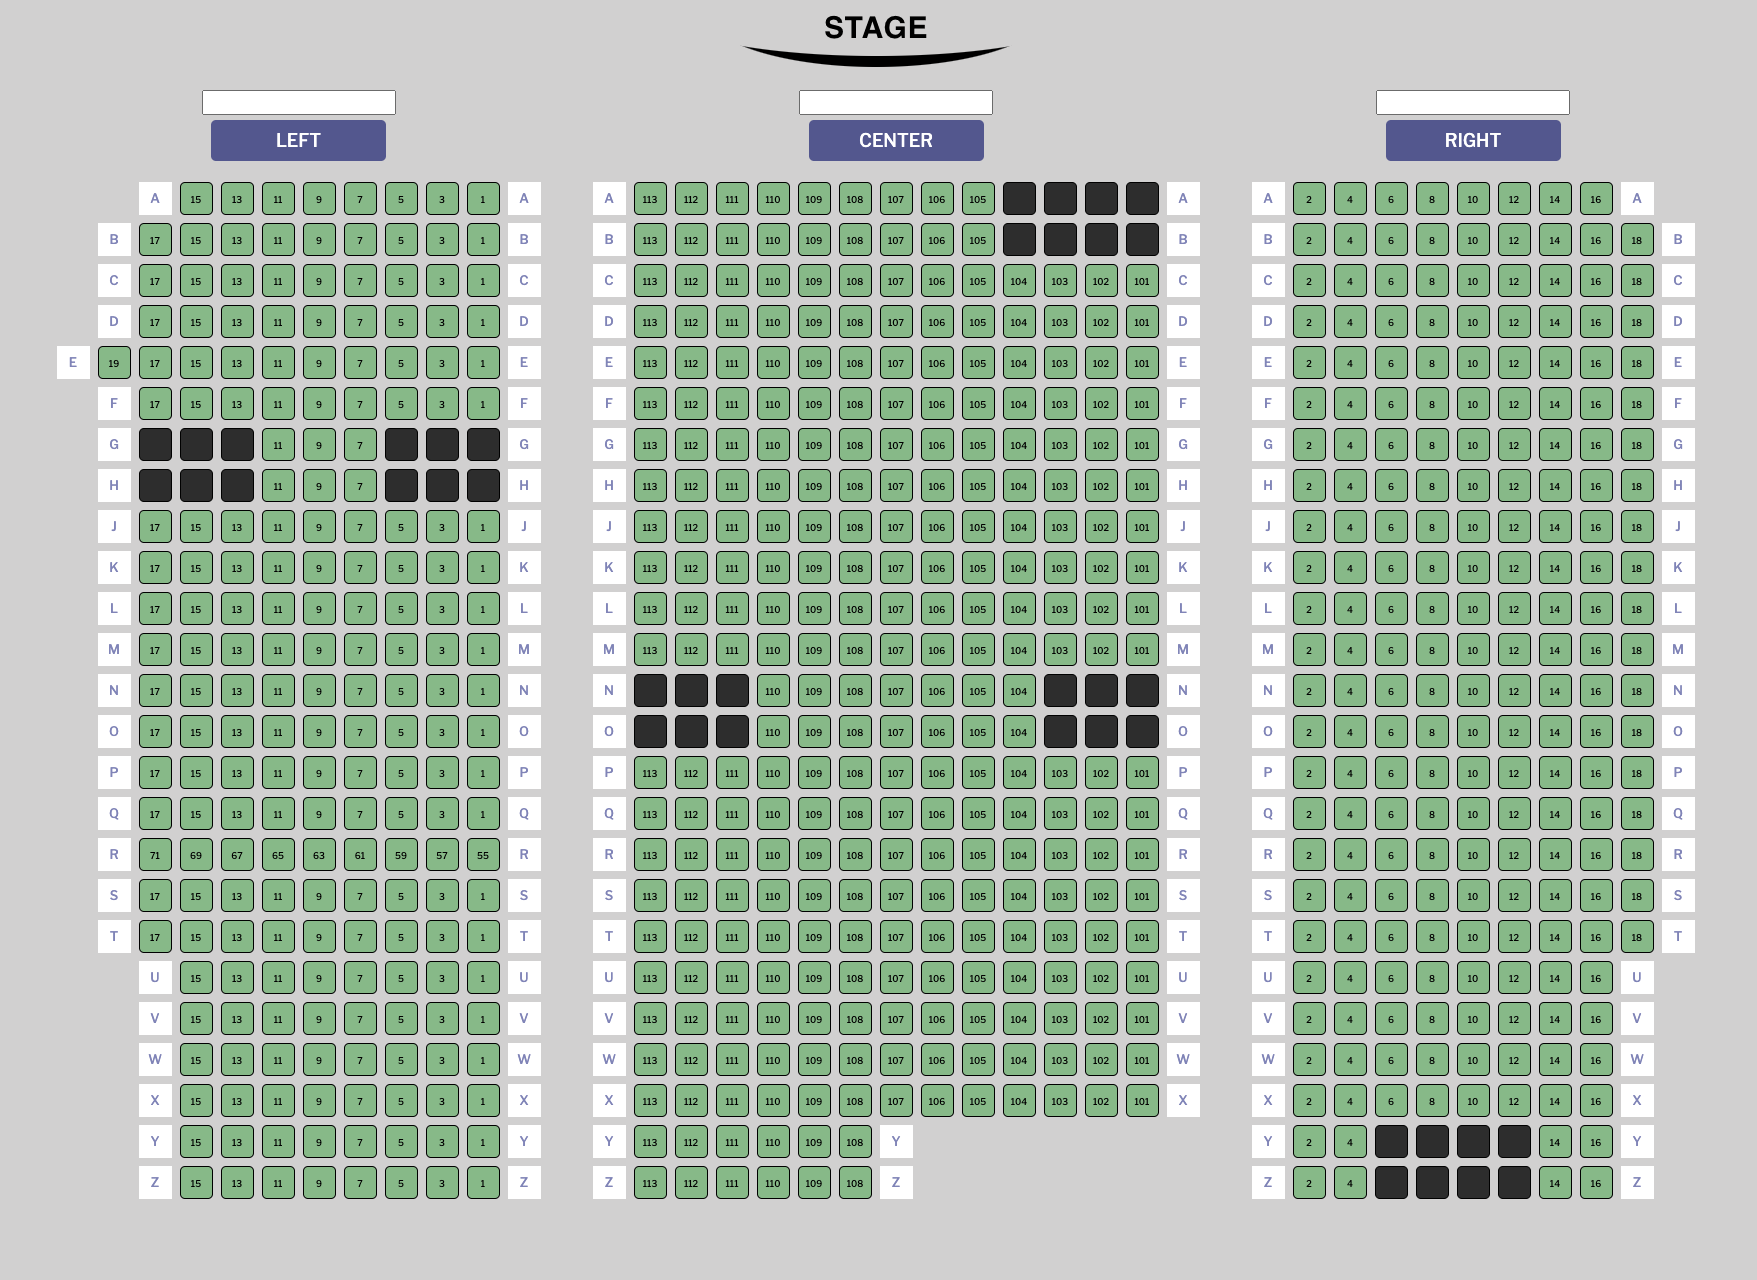 STAGE
LEFT CENTER RIGHT
A 15 13 11 9 7 5 3 1 A A 113 112 111 110 109 108 107 106 105 A A 2 4 6 8 10 12 14 16 A
B 17 15 13 11 9 7 5 3 1 B B 113 112 111 110 109 108 107 106 105 B B 2 4 6 8 10 12 14 16 18 B
C 17 15 13 11 9 7 5 3 1 C C 113 112 111 110 109 108 107 106 105 104 103 102 101 C C 2 4 6 8 10 12 14 16 18 C
D 17 15 13 11 9 7 5 3 1 D D 113 112 111 110 109 108 107 106 105 104 103 102 101 D D 2 4 6 8 10 12 14 16 18 D
E 19 17 15 13 11 9 7 5 3 1 E E 113 112 111 110 109 108 107 106 105 104 103 102 101 E E 2 4 6 8 10 12 14 16 18 E
F 17 15 13 11 9 7 5 3 1 F F 113 112 111 110 109 108 107 106 105 104 103 102 101 F F 2 4 6 8 10 12 14 16 18 F
G 11 9 7 G G 113 112 111 110 109 108 107 106 105 104 103 102 101 G G 2 4 6 8 10 12 14 16 18 G
H 11 9 7 H H 113 112 111 110 109 108 107 106 105 104 103 102 101 H H 2 4 6 8 10 12 14 16 18 H
J 17 15 13 11 9 7 5 3 1 J J 113 112 111 110 109 108 107 106 105 104 103 102 101 J J 2 4 6 8 10 12 14 16 18 J
K 17 15 13 11 9 7 5 3 1 K K 113 112 111 110 109 108 107 106 105 104 103 102 101 K K 2 4 6 8 10 12 14 16 18 K
L 17 15 13 11 9 7 5 3 1 L L 113 112 111 110 109 108 107 106 105 104 103 102 101 L L 2 4 6 8 10 12 14 16 18 L
M 17 15 13 11 9 7 5 3 1 M M 113 112 111 110 109 108 107 106 105 104 103 102 101 M M 2 4 6 8 10 12 14 16 18 M
N 17 15 13 11 9 7 5 3 1 N N 110 109 108 107 106 105 104 N N 2 4 6 8 10 12 14 16 18 N
O 17 15 13 11 9 7 5 3 1 O O 110 109 108 107 106 105 104 O O 2 4 6 8 10 12 14 16 18 O
P 17 15 13 11 9 7 5 3 1 P P 113 112 111 110 109 108 107 106 105 104 103 102 101 P P 2 4 6 8 10 12 14 16 18 P
Q 17 15 13 11 9 7 5 3 1 Q Q 113 112 111 110 109 108 107 106 105 104 103 102 101 Q Q 2 4 6 8 10 12 14 16 18 Q
R 71 69 67 65 63 61 59 57 55 R R 113 112 111 110 109 108 107 106 105 104 103 102 101 R R 2 4 6 8 10 12 14 16 18 R
S 17 15 13 11 9 7 5 3 1 S S 113 112 111 110 109 108 107 106 105 104 103 102 101 S S 2 4 6 8 10 12 14 16 18 S
T 17 15 13 11 9 7 5 3 1 T T 113 112 111 110 109 108 107 106 105 104 103 102 101 T T 2 4 6 8 10 12 14 16 18 T
U 15 13 11 9 7 5 3 1 U U 113 112 111 110 109 108 107 106 105 104 103 102 101 U U 2 4 6 8 10 12 14 16 U
V 15 13 11 9 7 5 3 1 V V 113 112 111 110 109 108 107 106 105 104 103 102 101 V V 2 4 6 8 10 12 14 16 V
W 15 13 11 9 7 5 3 1 W W 113 112 111 110 109 108 107 106 105 104 103 102 101 W W 2 4 6 8 10 12 14 16 W
X 15 13 11 9 7 5 3 1 X X 113 112 111 110 109 108 107 106 105 104 103 102 101 X X 2 4 6 8 10 12 14 16 X
Y 15 13 11 9 7 5 3 1 Y Y 113 112 111 110 109 108 Y Y 2 4 14 16 Y
Z 15 13 11 9 7 5 3 1 Z Z 113 112 111 110 109 108 Z Z 2 4 14 16 Z